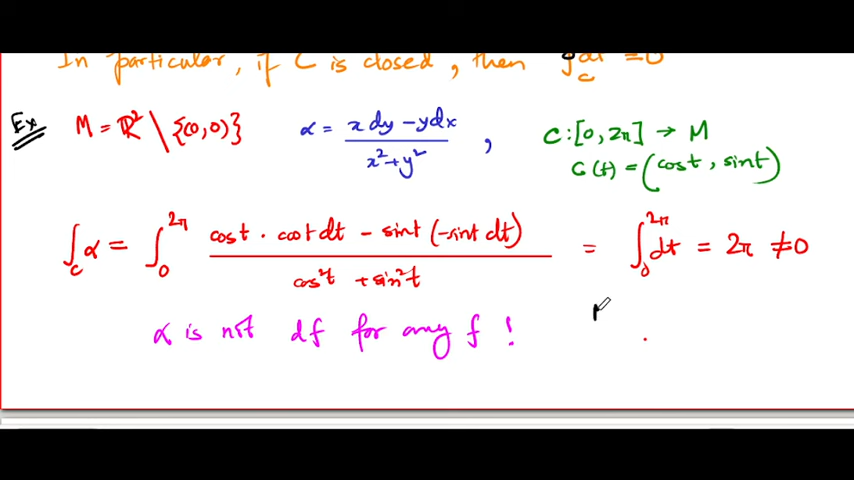 In particular, if C is closed, then ∫_C df = 0
Ex M = ℝ² \ {(0,0)} α = (x dy − y dx)/(x² + y²) , C : [0, 2π] → M
C(t) = (cos t, sin t)
∫_C α = ∫_0^{2π} (cos t · cos t dt − sin t (−sin t dt))/(cos² t + sin² t) = ∫_0^{2π} dt = 2π ≠ 0
α is not df for any f !